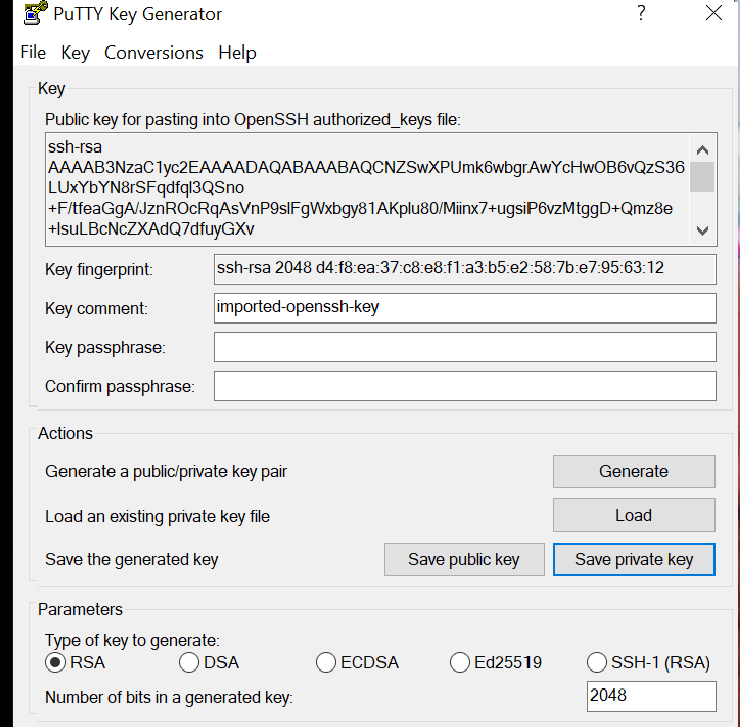 PuTTY Key Generator
File Key Conversions Help
Key
Public key for pasting into OpenSSH authorized_keys file:
ssh-rsa
AAAAB3NzaC1yc2EAAAADAQABAAABAQCNZSwXPUmk6wbgr.AwYcHwOB6vQzS36
LUxYbYN8rSFqdfql3QSno
+F/tfeaGgA/JznROcRqAsVnP9slFgWxbgy81AKplu80/Miinx7+ugsilP6vzMtggD+Qmz8e
+lsuLBcNcZXAdQ7dfuyGXv
Key fingerprint: ssh-rsa 2048 d4:f8:ea:37:c8:e8:f1:a3:b5:e2:58:7b:e7:95:63:12
Key comment: imported-openssh-key
Key passphrase:
Confirm passphrase:
Actions
Generate a public/private key pair Generate
Load an existing private key file Load
Save the generated key Save public key Save private key
Parameters
Type of key to generate:
RSA DSA ECDSA Ed25519 SSH-1 (RSA)
Number of bits in a generated key: 2048